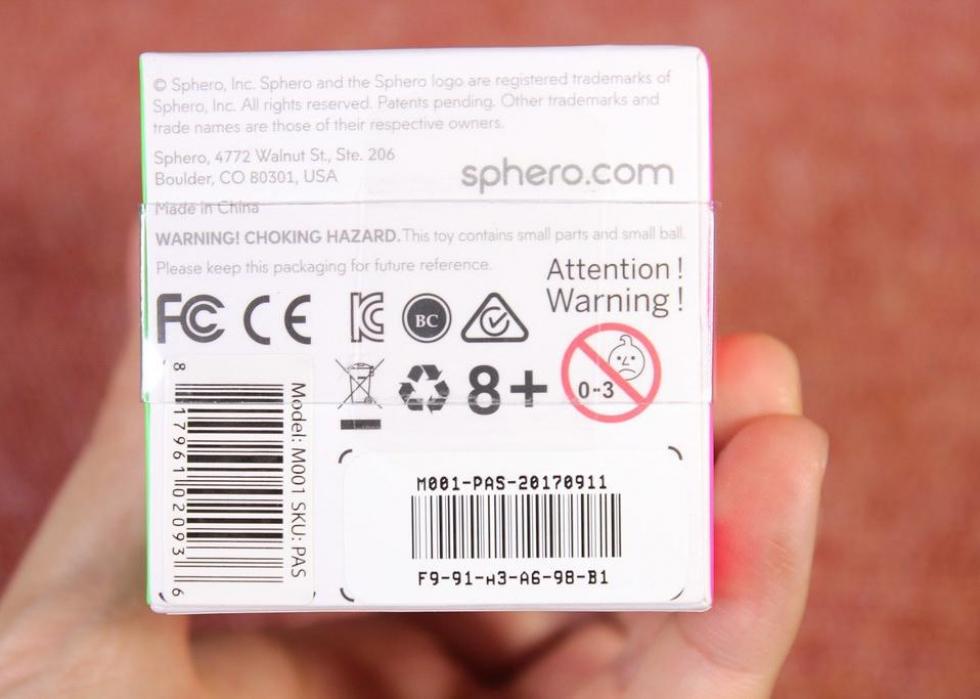 © Sphero, Inc. Sphero and the Sphero logo are registered trademarks of
Sphero, Inc. All rights reserved. Patents pending. Other trademarks and
trade names are those of their respective owners.
Sphero, 4772 Walnut St., Ste. 206
Boulder, CO 80301, USA
sphero.com
Made in China
WARNING! CHOKING HAZARD. This toy contains small parts and small ball.
Please keep this packaging for future reference.
Attention !
Warning !
FC CE KC BC
8+
0-3
Model: M001 SKU: PAS
8 17961 02093 6
M001-PAS-20170911
F9-91-H3-A6-98-B1